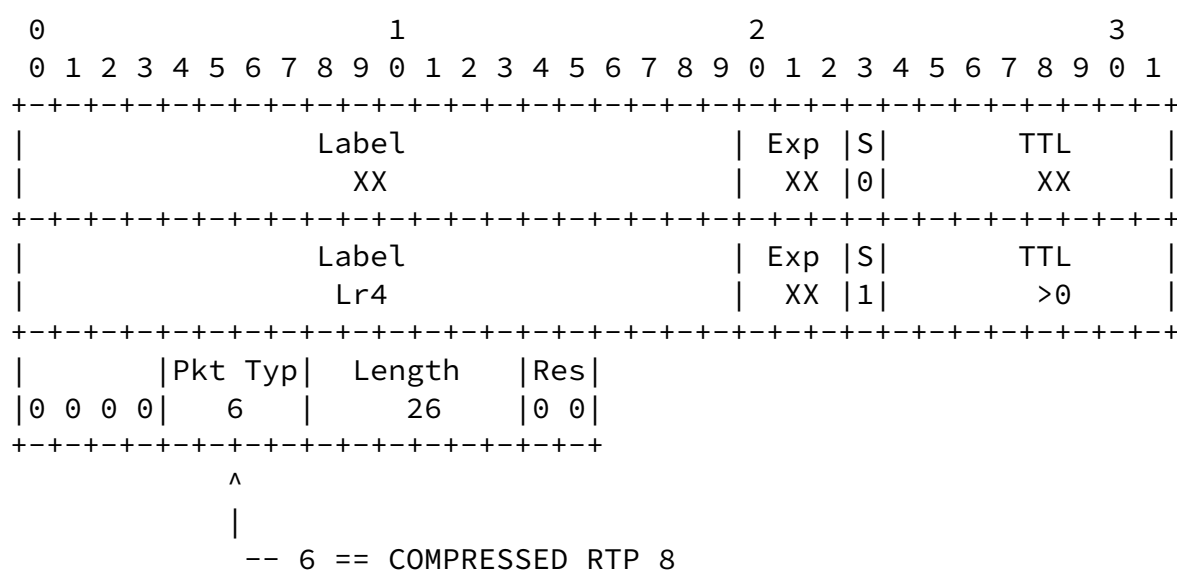 0                   1                   2                   3
 0 1 2 3 4 5 6 7 8 9 0 1 2 3 4 5 6 7 8 9 0 1 2 3 4 5 6 7 8 9 0 1
+-+-+-+-+-+-+-+-+-+-+-+-+-+-+-+-+-+-+-+-+-+-+-+-+-+-+-+-+-+-+-+-+
|                Label                  | Exp |S|       TTL     |
|                  XX                   |  XX |0|        XX     |
+-+-+-+-+-+-+-+-+-+-+-+-+-+-+-+-+-+-+-+-+-+-+-+-+-+-+-+-+-+-+-+-+
|                Label                  | Exp |S|       TTL     |
|                 Lr4                   |  XX |1|        >0     |
+-+-+-+-+-+-+-+-+-+-+-+-+-+-+-+-+-+-+-+-+-+-+-+-+-+-+-+-+-+-+-+-+
|       |Pkt Typ|  Length   |Res|
|0 0 0 0|   6   |     26    |0 0|
+-+-+-+-+-+-+-+-+-+-+-+-+-+-+-+-+
            ^
            |
             -- 6 == COMPRESSED RTP 8